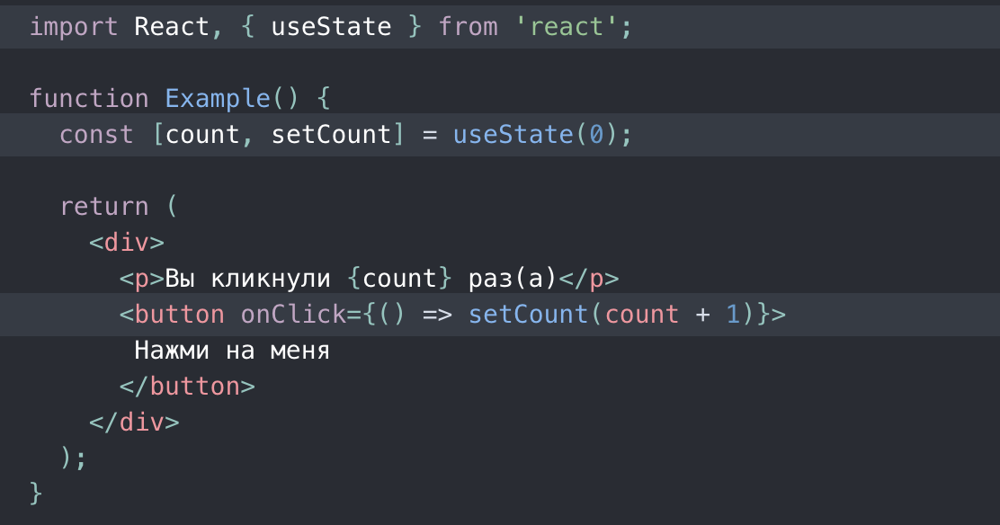 import React, { useState } from 'react';

function Example() {
  const [count, setCount] = useState(0);

  return (
    <div>
      <p>Вы кликнули {count} раз(а)</p>
      <button onClick={() => setCount(count + 1)}>
       Нажми на меня
      </button>
    </div>
  );
}